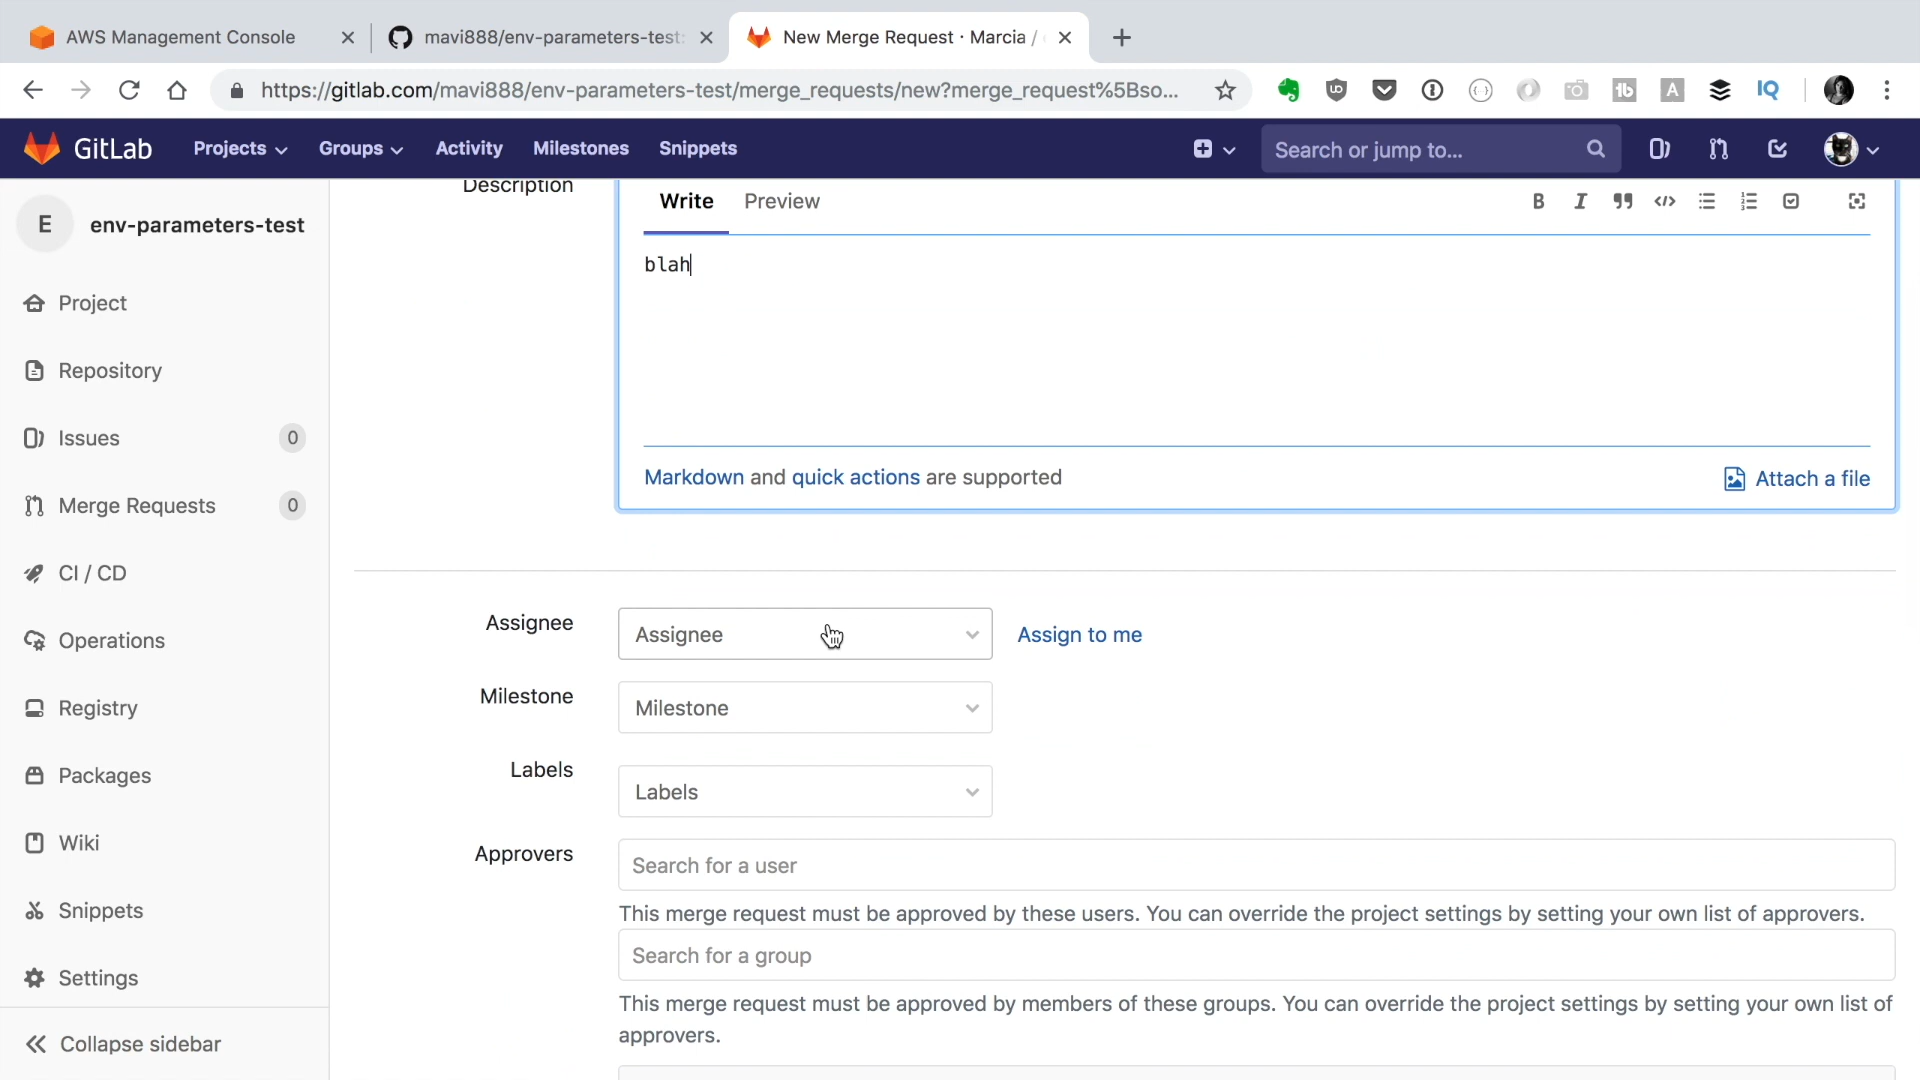 AWS Management Console
mavi888/env-parameters-test
New Merge Request · Marcia /
https://gitlab.com/mavi888/env-parameters-test/merge_requests/new?merge_request%5Bso...
GitLab Projects Groups Activity Milestones Snippets Search or jump to...
E env-parameters-test
Project
Repository
Issues 0
Merge Requests 0
CI / CD
Operations
Registry
Packages
Wiki
Snippets
Settings
Collapse sidebar
Description
Write Preview
blah
Markdown and quick actions are supported
Attach a file
Assignee Assignee Assign to me
Milestone Milestone
Labels Labels
Approvers Search for a user
This merge request must be approved by these users. You can override the project settings by setting your own list of approvers.
Search for a group
This merge request must be approved by members of these groups. You can override the project settings by setting your own list of
approvers.